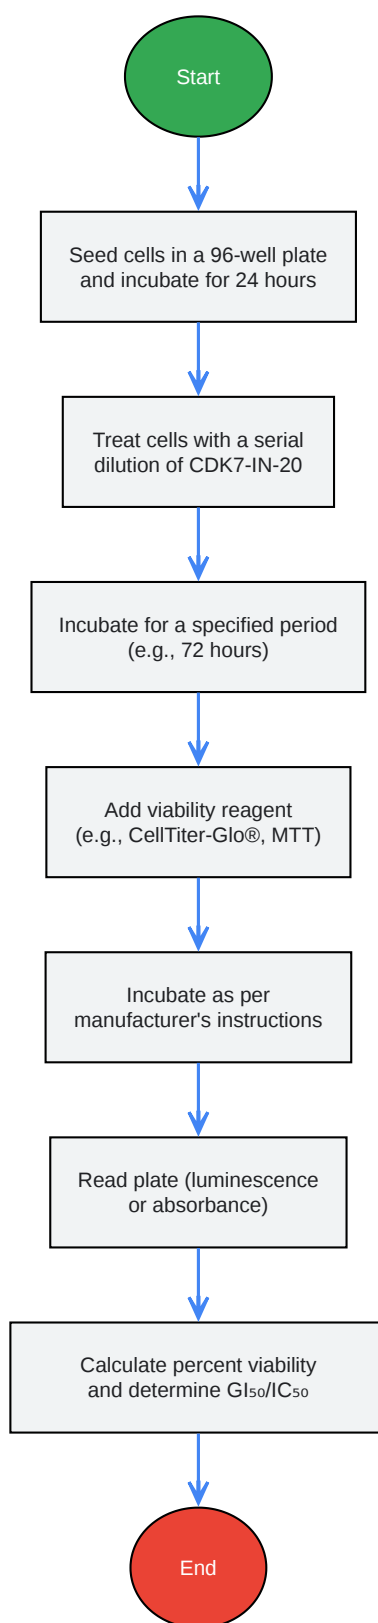 Start
Seed cells in a 96-well plate
and incubate for 24 hours
Treat cells with a serial
dilution of CDK7-IN-20
Incubate for a specified period
(e.g., 72 hours)
Add viability reagent
(e.g., CellTiter-Glo®, MTT)
Incubate as per
manufacturer's instructions
Read plate (luminescence
or absorbance)
Calculate percent viability
and determine GI₅₀/IC₅₀
End